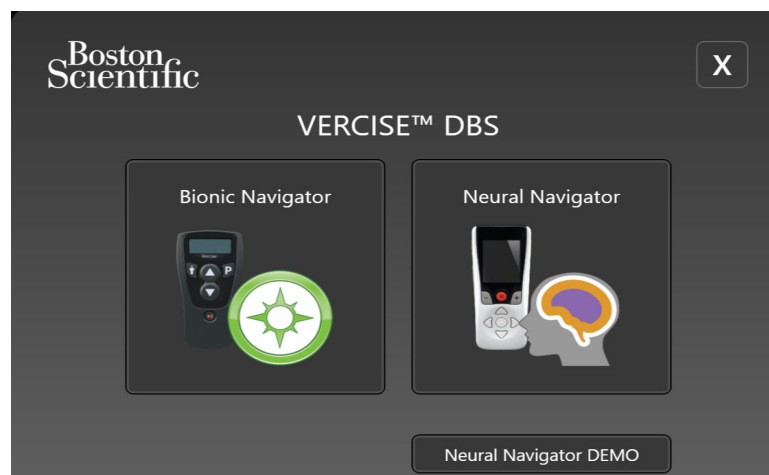 Boston
Scientific
X
VERCISE™ DBS
Bionic Navigator
Neural Navigator
P
Neural Navigator DEMO